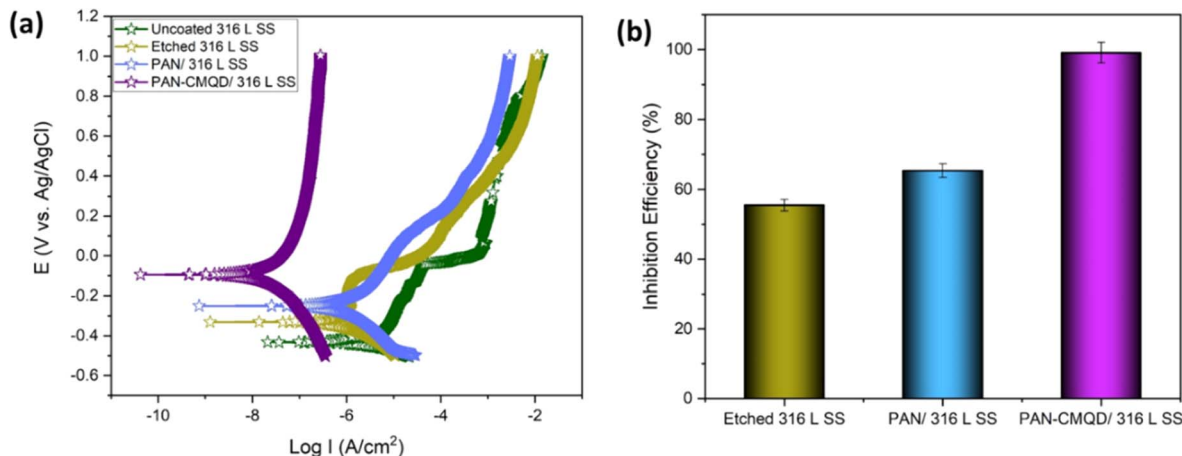 (a)
Uncoated 316 L SS
Etched 316 L SS
PAN/ 316 L SS
PAN-CMQD/ 316 L SS
E (V vs. Ag/AgCl)
1.2
1.0
0.8
0.6
0.4
0.2
0.0
-0.2
-0.4
-0.6
-10
-8
-6
-4
-2
Log I (A/cm²)
(b)
Inhibition Efficiency (%)
100
80
60
40
20
0
Etched 316 L SS
PAN/ 316 L SS
PAN-CMQD/ 316 L SS